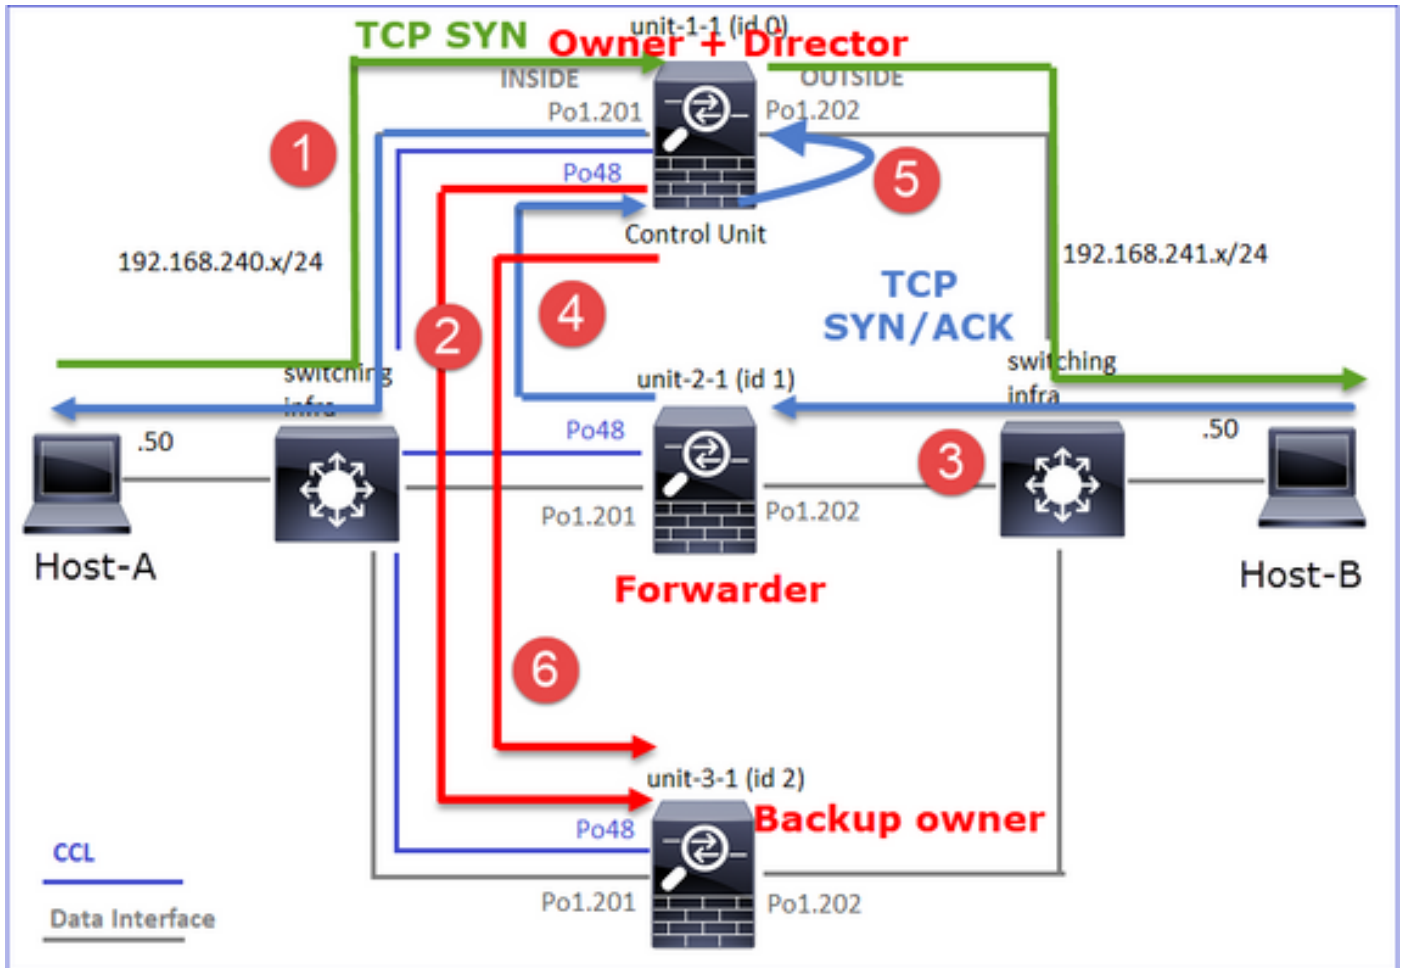 unit-1-1 (id 0)
TCP SYN
Owner + Director
INSIDE
OUTSIDE
Po1.201
Po1.202
1
Po48
5
Control Unit
192.168.240.x/24
192.168.241.x/24
TCP
SYN/ACK
4
2
switching
infra
unit-2-1 (id 1)
switching
infra
.50
Po48
.50
3
Po1.201
Po1.202
Host-A
Host-B
Forwarder
6
unit-3-1 (id 2)
Backup owner
Po48
CCL
Data Interface
Po1.201
Po1.202